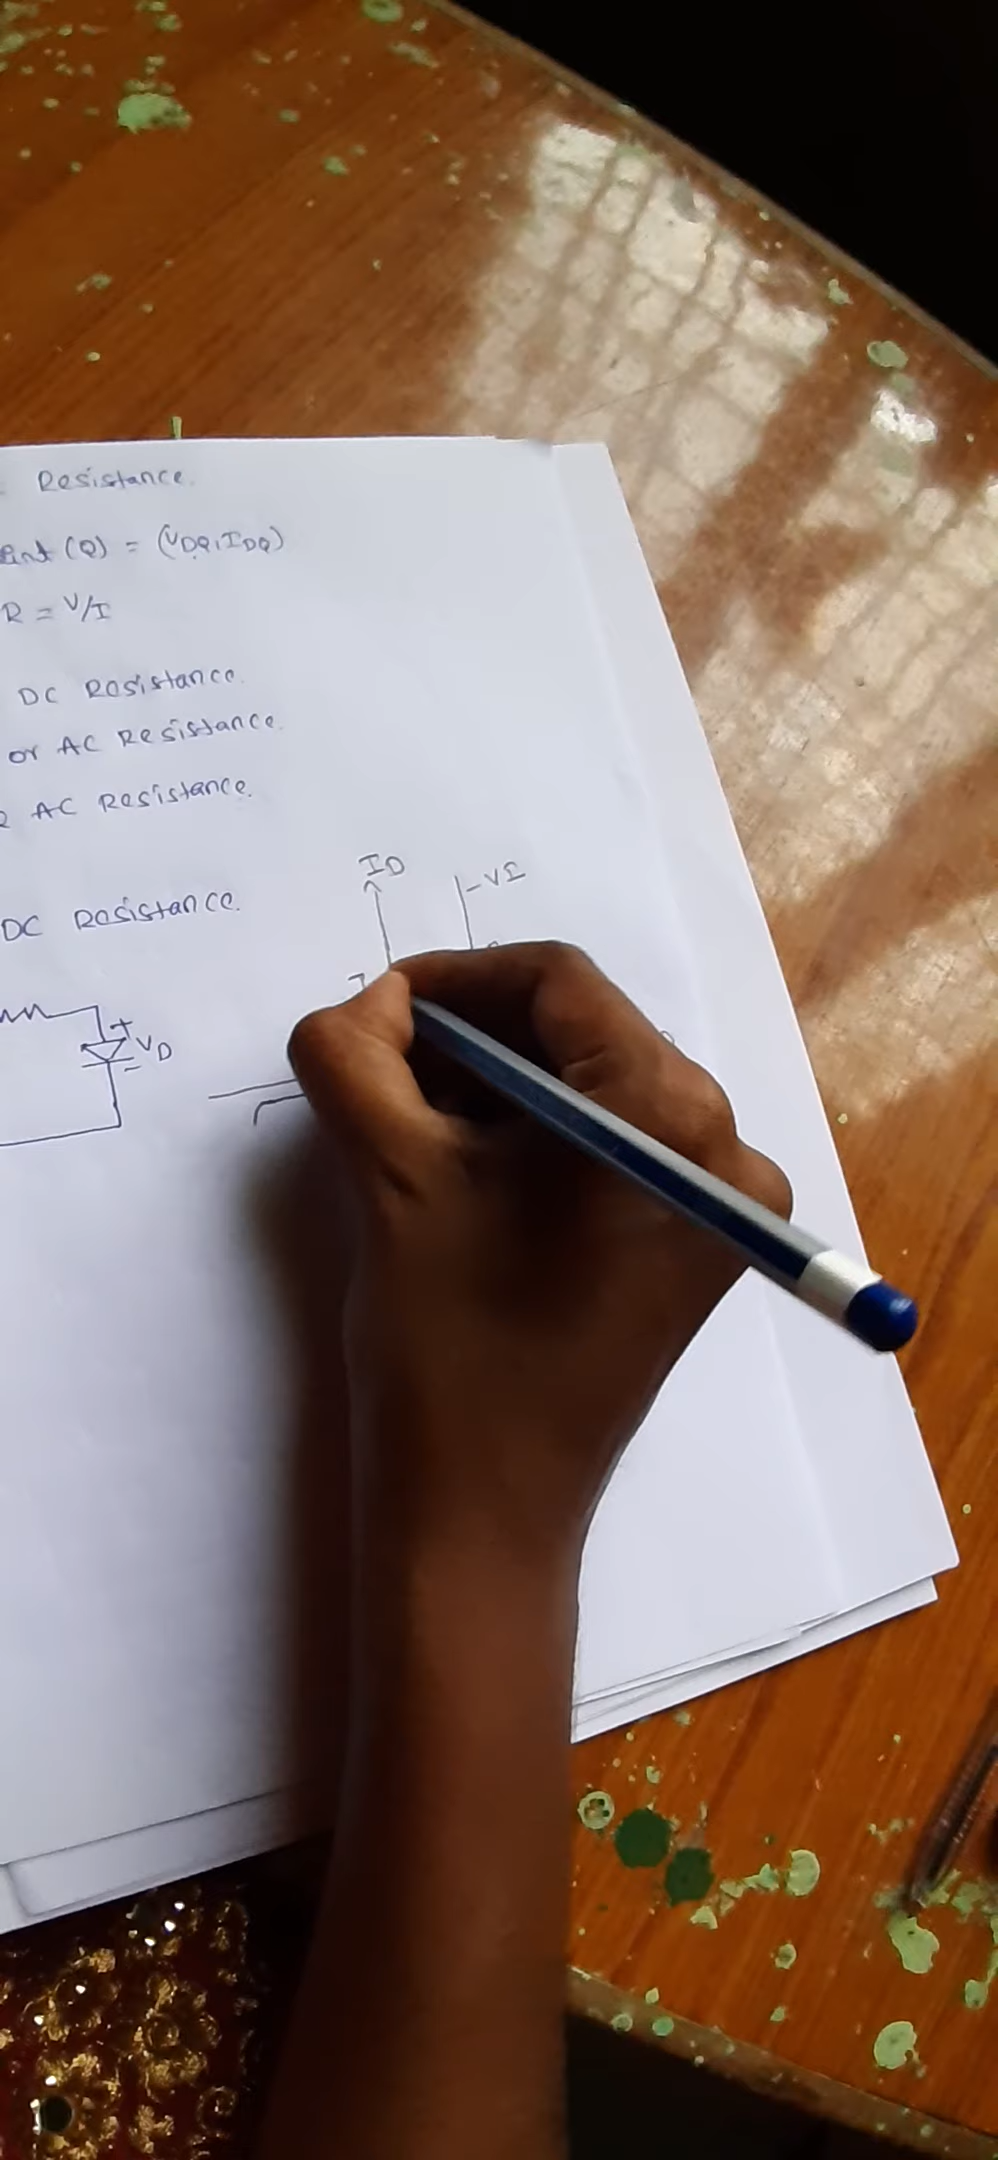 Resistance.
(Q) = (VDQ, IDQ)
R = V/I
DC Resistance.
or AC Resistance.
AC Resistance.
ID
-VI
DC Resistance.
+
VD
-